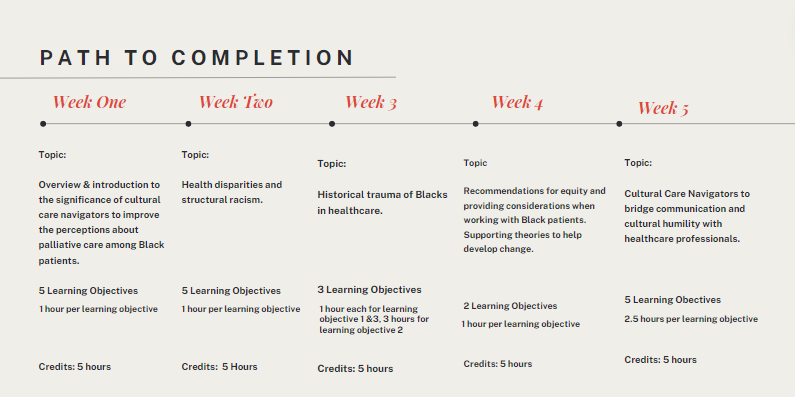 PATH TO COMPLETION
Week One
Topic:
Overview & introduction to
the significance of cultural
care navigators to improve
the perceptions about
palliative care among Black
patients.
5 Learning Objectives
1 hour per learning objective
Credits: 5 hours
Week Two
Topic:
Health disparities and
structural racism.
5 Learning Objectives
1 hour per learning objective
Credits: 5 Hours
Week 3
Topic:
Historical trauma of Blacks
in healthcare.
3 Learning Objectives
1 hour each for learning
objective 1 &3, 3 hours for
learning objective 2
Credits: 5 hours
Week 4
Topic
Recommendations for equity and
providing considerations when
working with Black patients.
Supporting theories to help
develop change.
2 Learning Objectives
1 hour per learning objective
Credits: 5 hours
Week 5
Topic:
Cultural Care Navigators to
bridge communication and
cultural humility with
healthcare professionals.
5 Learning Obectives
2.5 hours per learning objective
Credits: 5 hours